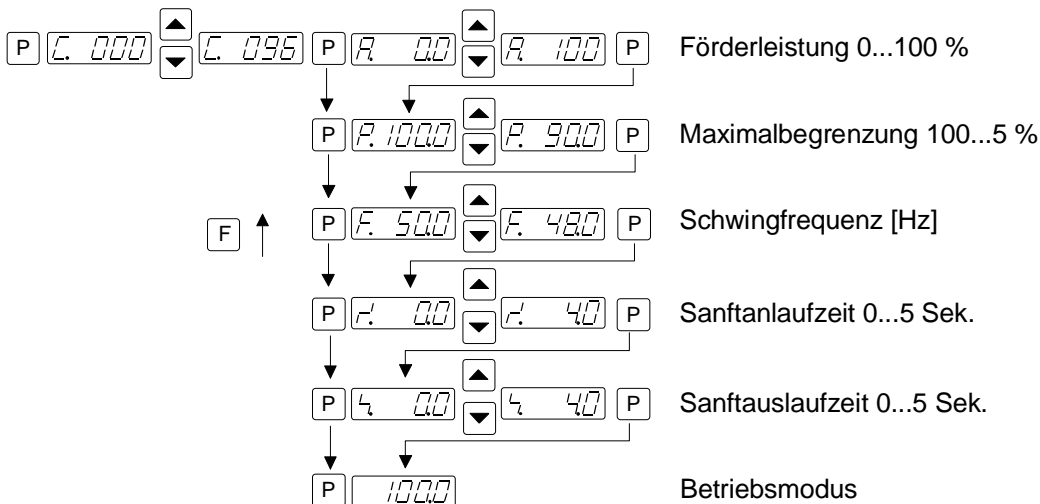 P C. 000 C. 096 P A. 0.0 A. 100 P Förderleistung 0...100 %
P P. 100.0 P. 90.0 P Maximalbegrenzung 100...5 %
F P F. 50.0 F. 48.0 P Schwingfrequenz [Hz]
P 0.0 4.0 P Sanftanlaufzeit 0...5 Sek.
P 0.0 4.0 P Sanftauslaufzeit 0...5 Sek.
P 100.0 Betriebsmodus